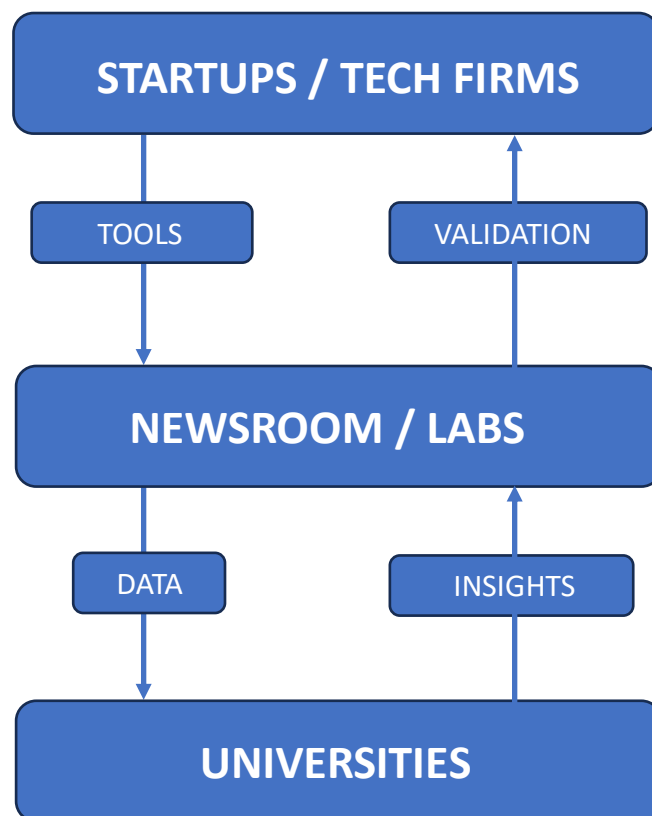 STARTUPS / TECH FIRMS
TOOLS
VALIDATION
NEWSROOM / LABS
DATA
INSIGHTS
UNIVERSITIES